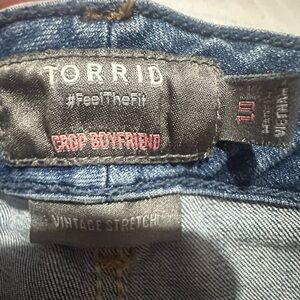 TORRID
#FeelTheFit
CROP BOYFRIEND
10
VINTAGE STRETCH